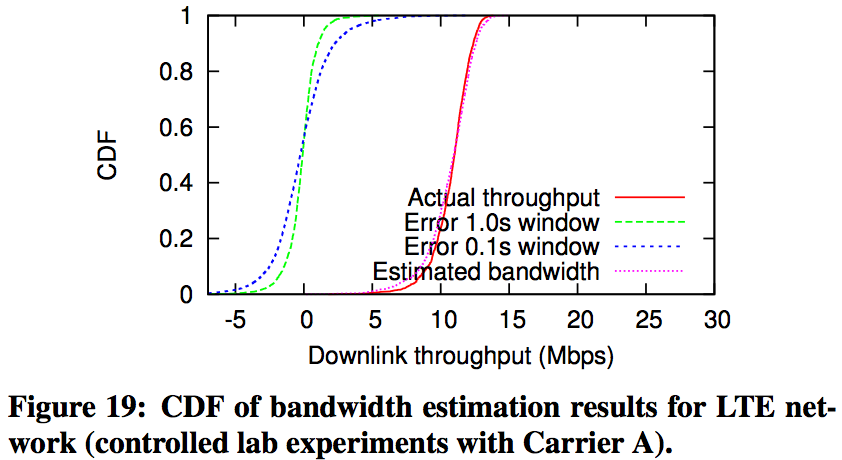 1
0.8
0.6
0.4
0.2
0
CDF
Actual throughput
Error 1.0s window
Error 0.1s window
Estimated bandwidth
-5 0 5 10 15 20 25 30
Downlink throughput (Mbps)
Figure 19: CDF of bandwidth estimation results for LTE net-
work (controlled lab experiments with Carrier A).